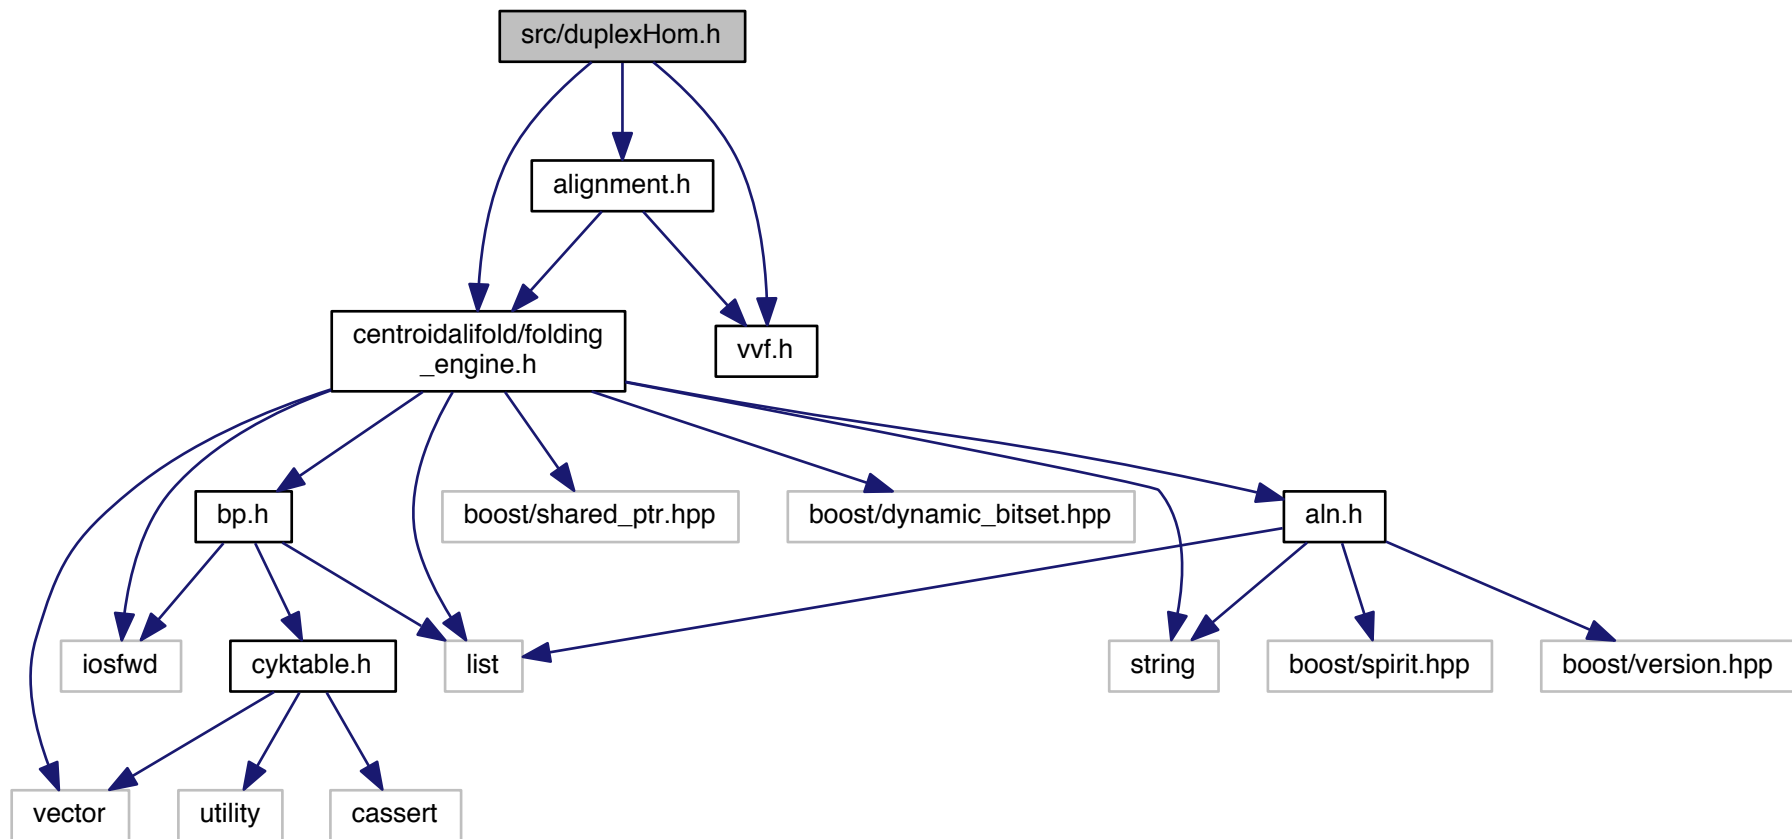 src/duplexHom.h
alignment.h
centroidalifold/folding
_engine.h
vvf.h
bp.h
boost/shared_ptr.hpp
boost/dynamic_bitset.hpp
aln.h
iosfwd
cyktable.h
list
string
boost/spirit.hpp
boost/version.hpp
vector
utility
cassert